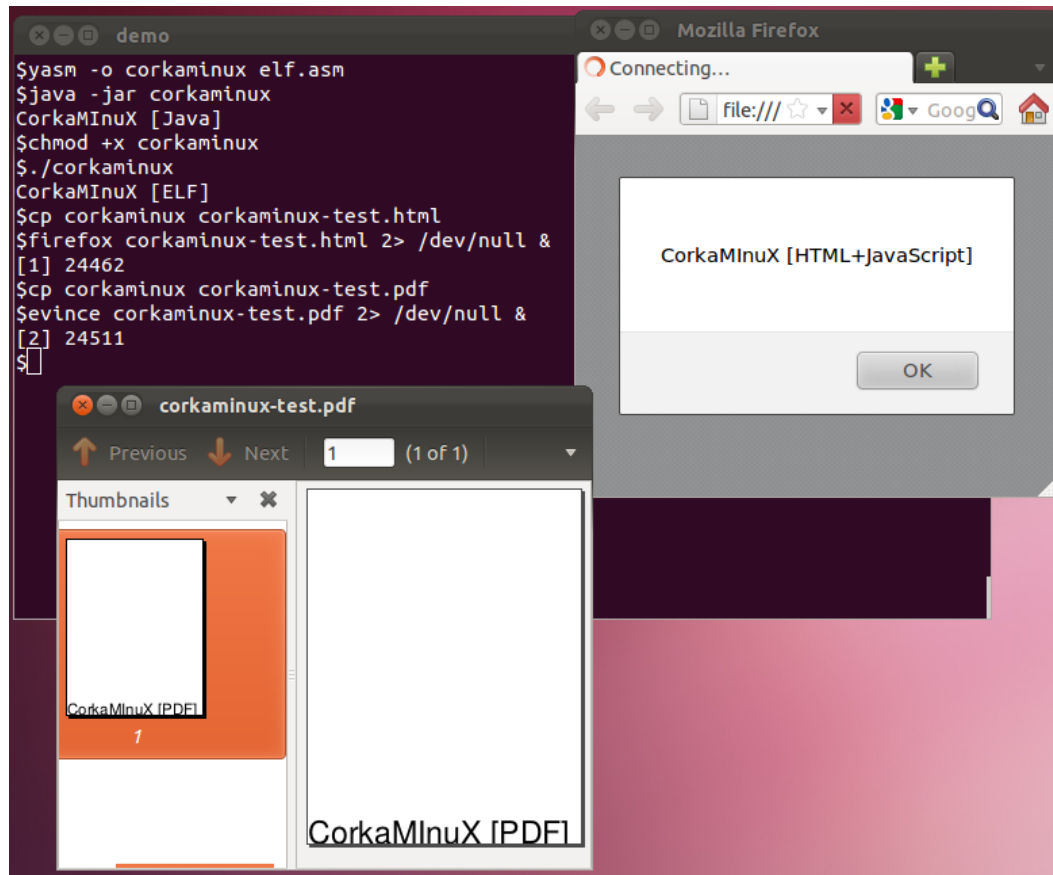 demo
$yasm -o corkaminux elf.asm
$java -jar corkaminux
CorkaMInuX [Java]
$chmod +x corkaminux
$./corkaminux
CorkaMInuX [ELF]
$cp corkaminux corkaminux-test.html
$firefox corkaminux-test.html 2> /dev/null &
[1] 24462
$cp corkaminux corkaminux-test.pdf
$evince corkaminux-test.pdf 2> /dev/null &
[2] 24511
$
Mozilla Firefox
Connecting...
file:/// Goog
CorkaMInuX [HTML+JavaScript]
OK
corkaminux-test.pdf
Previous Next 1 (1 of 1)
Thumbnails
CorkaMInuX [PDF]
1
CorkaMInuX [PDF]